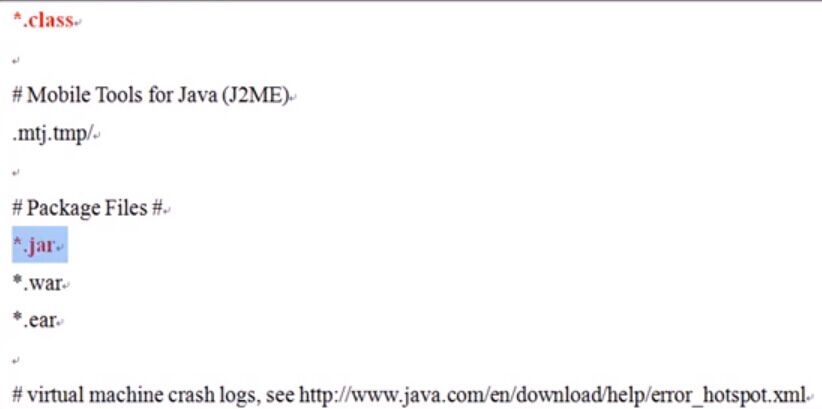 *.class
# Mobile Tools for Java (J2ME)
.mtj.tmp/
# Package Files #
*.jar
*.war
*.ear
# virtual machine crash logs, see http://www.java.com/en/download/help/error_hotspot.xml